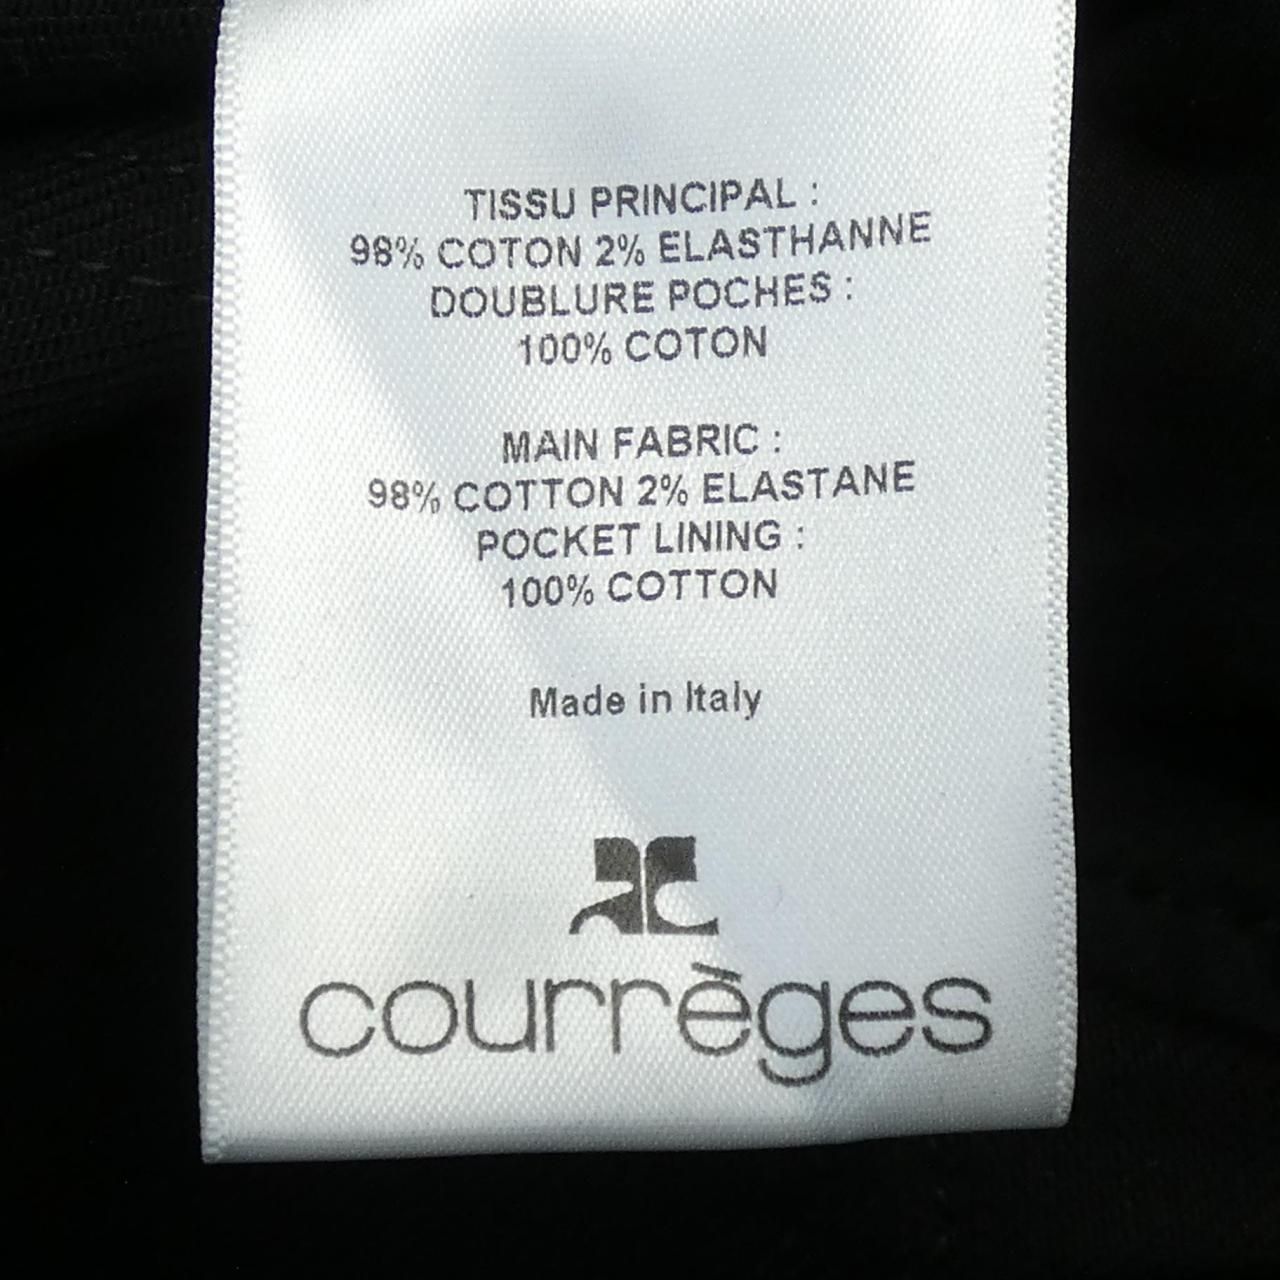 TISSU PRINCIPAL :
98% COTON 2% ELASTHANNE
DOUBLURE POCHES :
100% COTON
MAIN FABRIC :
98% COTTON 2% ELASTANE
POCKET LINING :
100% COTTON
Made in Italy
courrèges